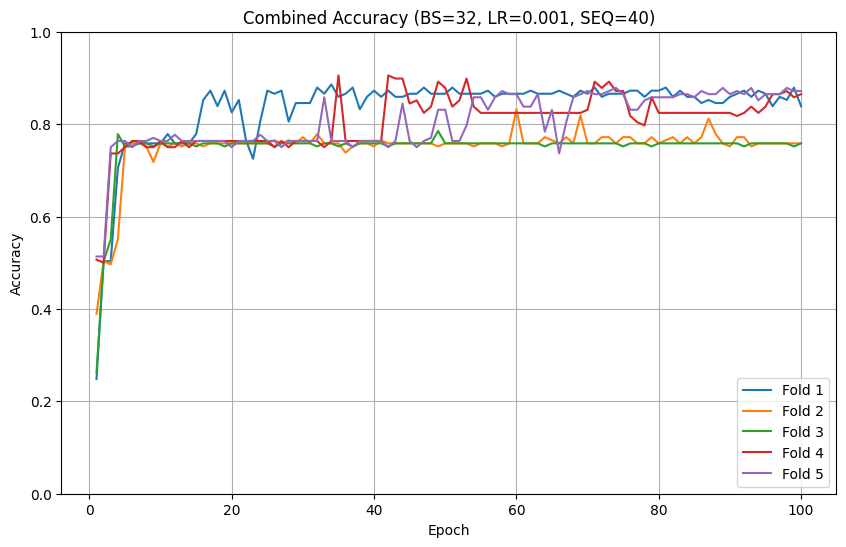 Combined Accuracy (BS=32, LR=0.001, SEQ=40)
1.0
0.8
0.6
0.4
0.2
0.0
Accuracy
0 20 40 60 80 100
Epoch
Fold 1
Fold 2
Fold 3
Fold 4
Fold 5